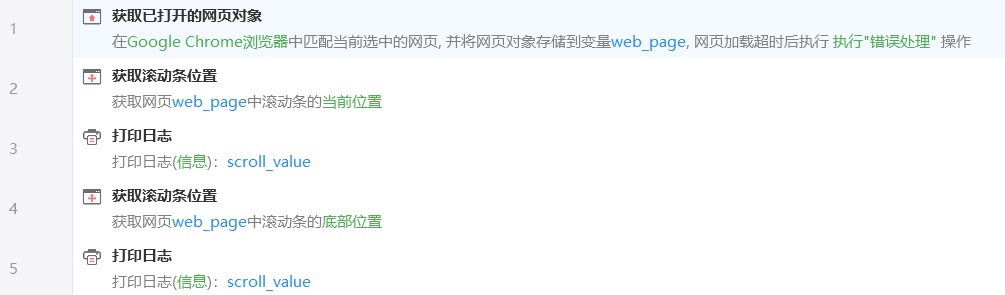 1
获取已打开的网页对象
在Google Chrome浏览器中匹配当前选中的网页, 并将网页对象存储到变量web_page, 网页加载超时后执行 执行"错误处理" 操作
2
获取滚动条位置
获取网页web_page中滚动条的当前位置
3
打印日志
打印日志(信息)：scroll_value
4
获取滚动条位置
获取网页web_page中滚动条的底部位置
5
打印日志
打印日志(信息)：scroll_value